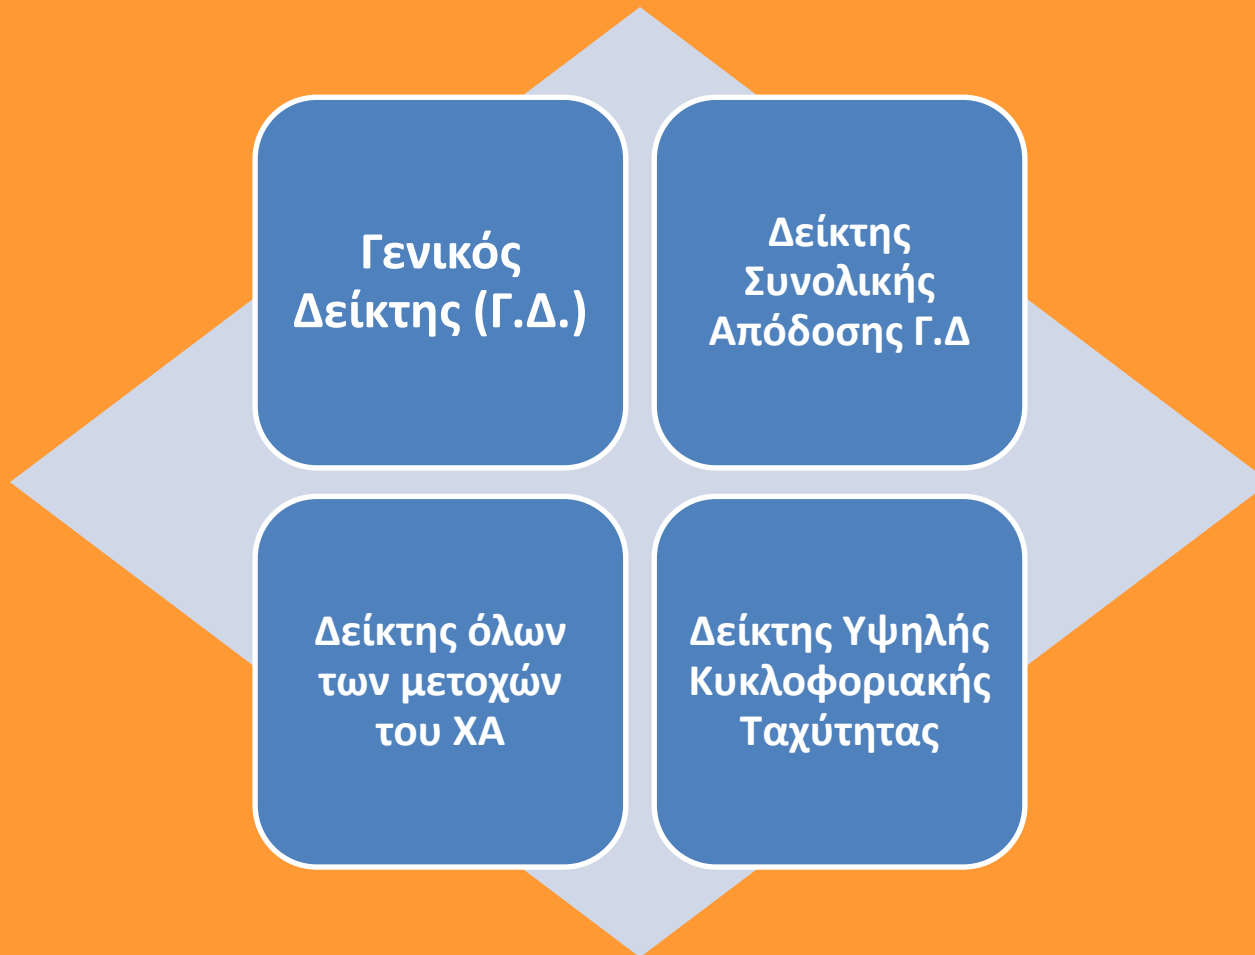 Γενικός
Δείκτης (Γ.Δ.)
Δείκτης
Συνολικής
Απόδοσης Γ.Δ
Δείκτης όλων
των μετοχών
του ΧΑ
Δείκτης Υψηλής
Κυκλοφοριακής
Ταχύτητας